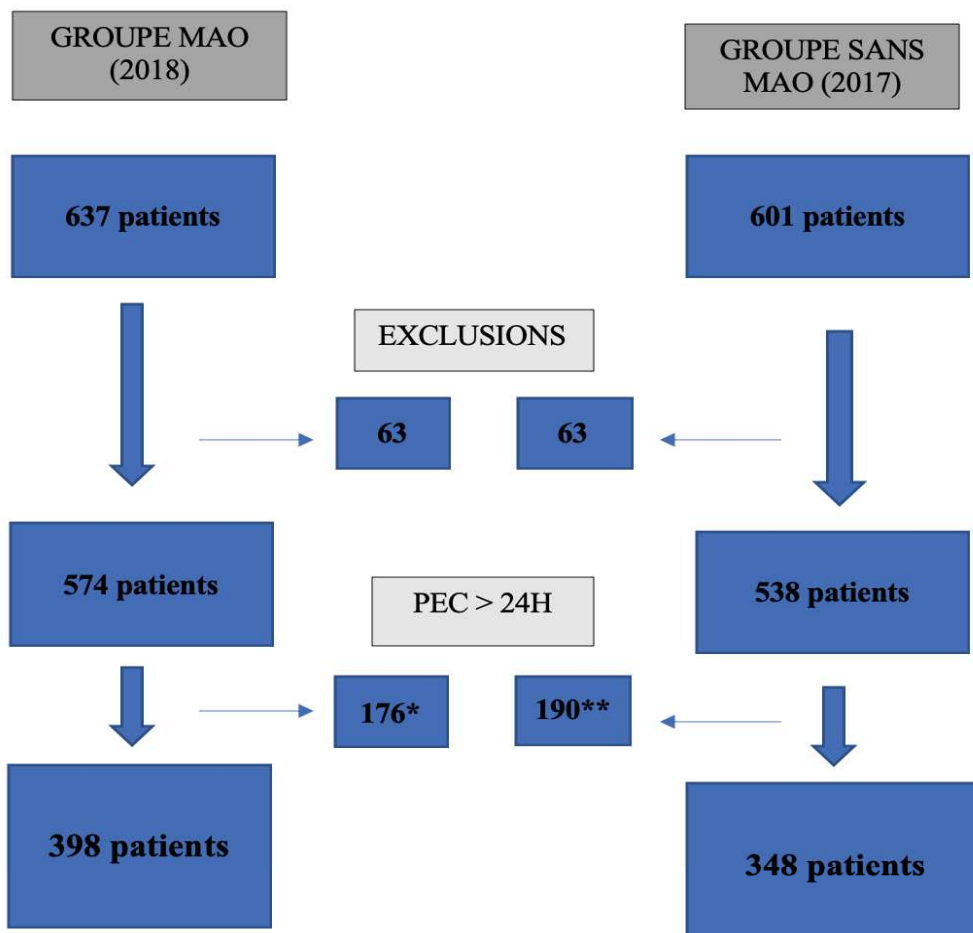 GROUPE MAO
(2018)
GROUPE SANS
MAO (2017)
637 patients
601 patients
EXCLUSIONS
63
63
574 patients
538 patients
PEC > 24H
176*
190**
398 patients
348 patients